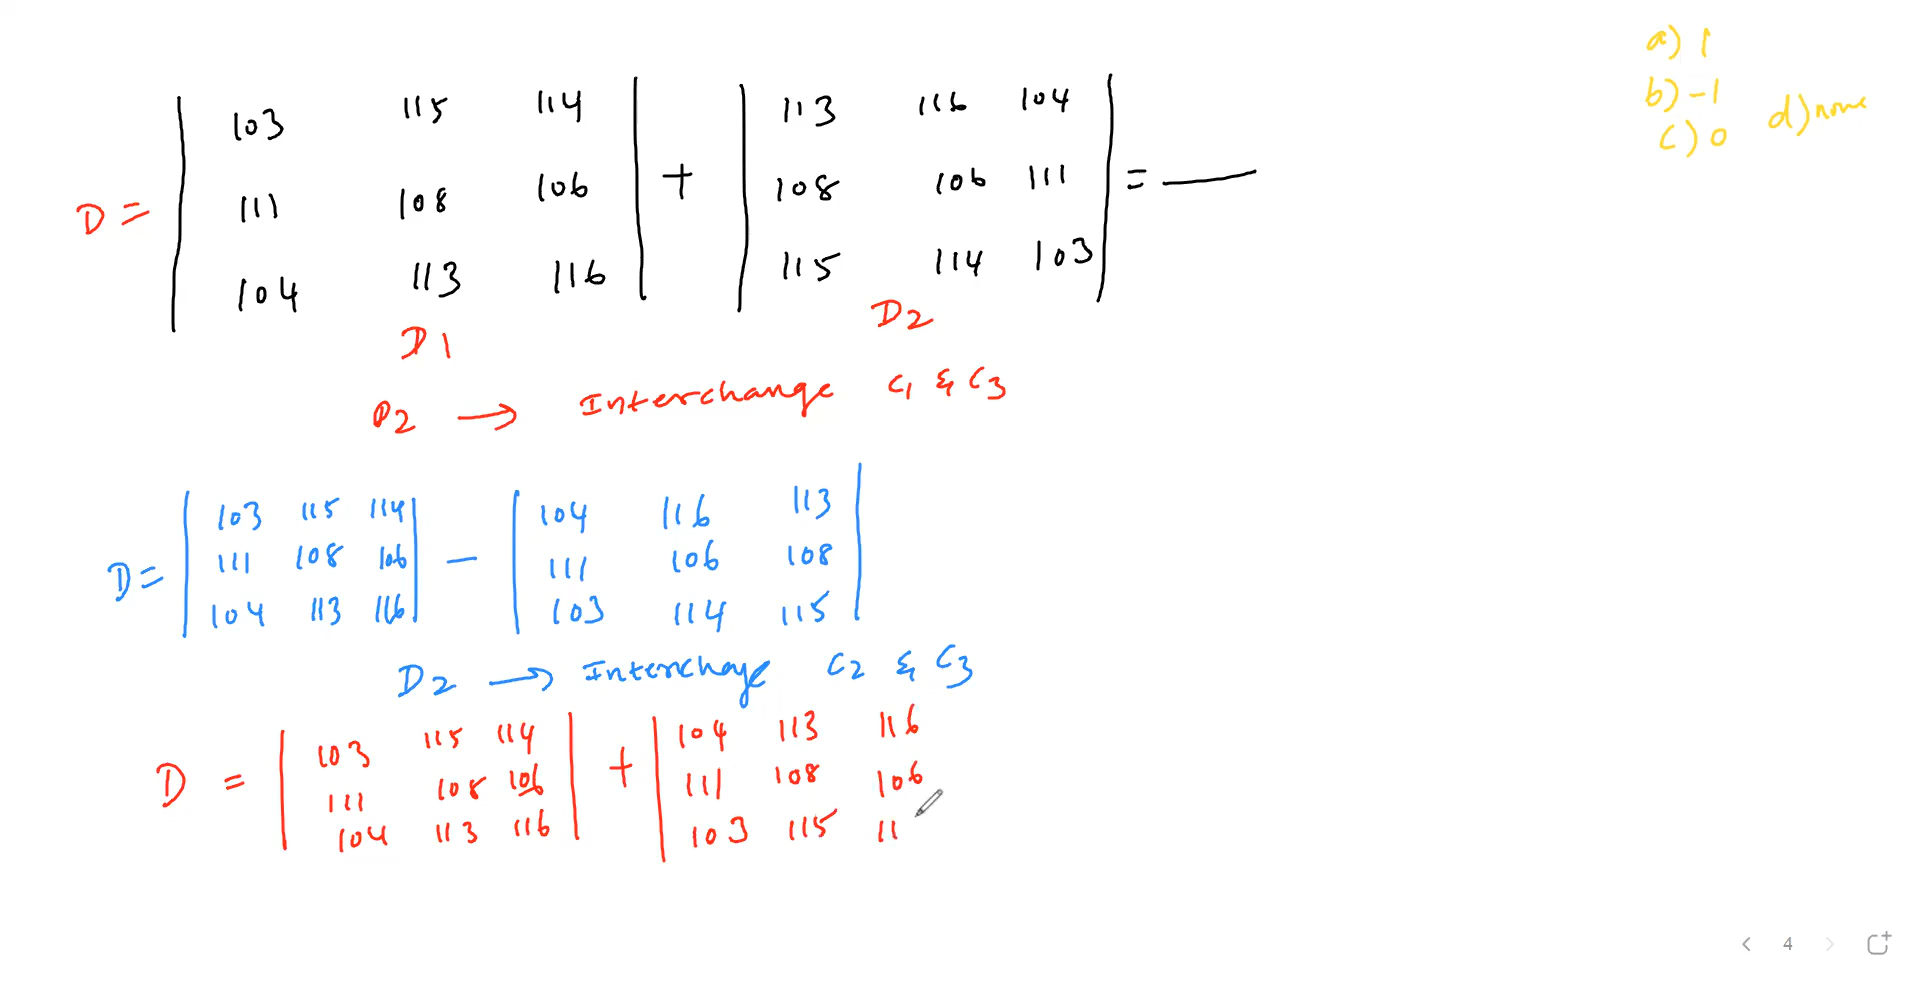 a) 1
b) -1
c) 0 d) none
D = | 103 115 114 | + | 113 116 104 | = ____
| 111 108 106 | | 108 106 111 |
| 104 113 116 | | 115 114 103 |
D1 D2
D2 → Interchange C1 & C3
D = | 103 115 114 | - | 104 116 113 |
| 111 108 106 | | 111 106 108 |
| 104 113 116 | | 103 114 115 |
D2 → Interchage C2 & C3
D = | 103 115 114 | + | 104 113 116 |
| 111 108 106 | | 111 108 106 |
| 104 113 116 | | 103 115 11
< 4 >